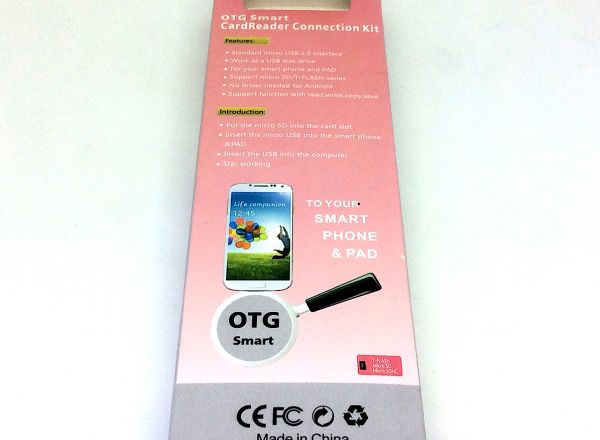 OTG Smart
CardReader Connection Kit
Features:
• Standard micro USB 2.0 interface
• Work as a USB disk drive
• For your smart phone and PAD
• Support micro SD/T-FLASH series
• No driver needed for Android
• Support function with read,write,copy,save
Introduction:
• Put the micro SD into the card slot
• Insert the micro USB into the smart phone
&PAD
• Insert the USB into the computer
• Star working
Life companion
12:45
TO YOUR
SMART
PHONE
& PAD
OTG
Smart
T-FLASH
Micro SD
Micro SDHC
CE FC
Made in China